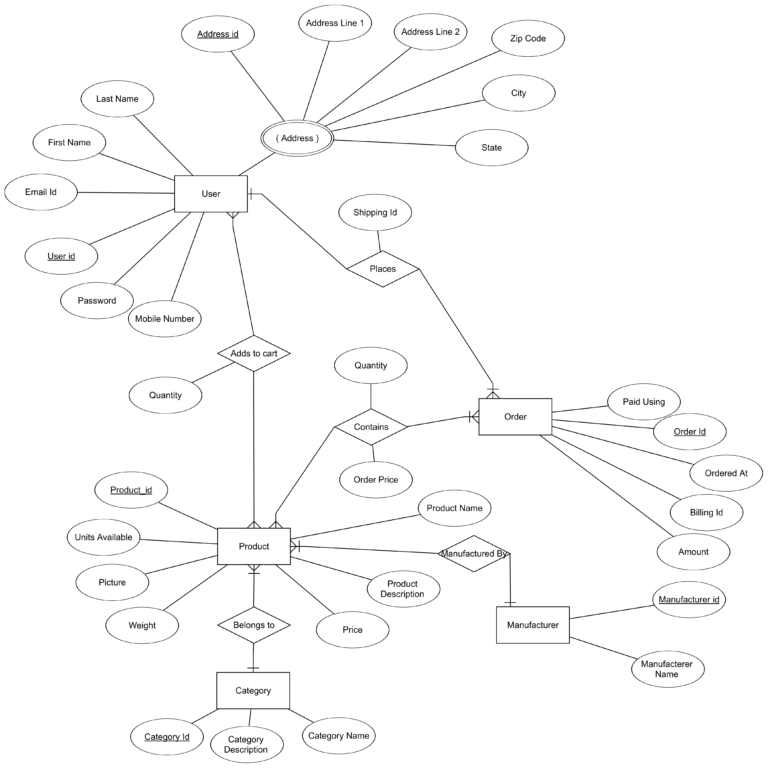 Address id
Address Line 1
Address Line 2
Zip Code
City
State
( Address )
Last Name
First Name
Email Id
User
User id
Password
Mobile Number
Shipping Id
Places
Adds to cart
Quantity
Quantity
Contains
Order Price
Order
Paid Using
Order Id
Ordered At
Billing Id
Amount
Product_id
Units Available
Picture
Weight
Product
Product Name
Product
Description
Price
Manufactured By
Manufacturer
Manufacturer id
Manufacterer
Name
Belongs to
Category
Category Id
Category
Description
Category Name